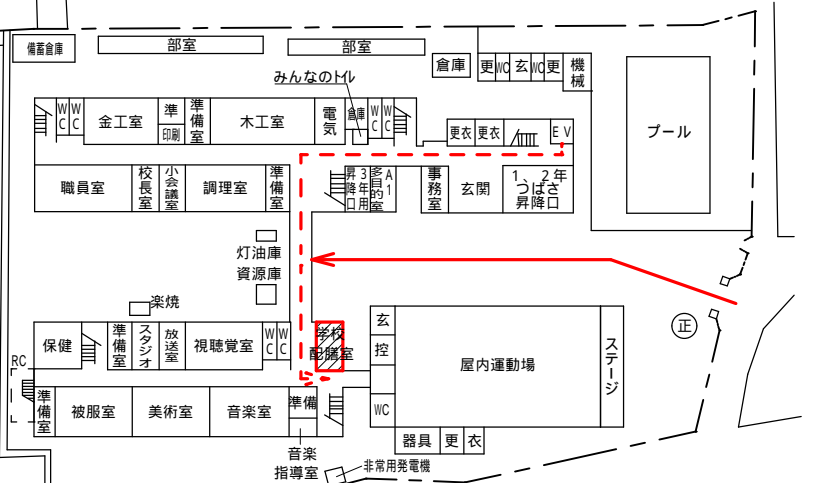 備蓄倉庫
部室
部室
倉庫
更
WC
玄
WC
更
機械
みんなのトイレ
プール
WC
WC
金工室
準
印刷
準備室
木工室
電気
倉庫
WC
WC
更衣
更衣
EV
職員室
校長室
小会議室
調理室
準備室
3年用
昇降口
多目的室
A1
事務室
玄関
1、2年
つばさ
昇降口
灯油庫
資源庫
楽焼
正
保健
準備室
スタジオ
放送室
視聴覚室
WC
WC
学校
配膳室
玄
控
WC
屋内運動場
ステージ
RC
準備室
被服室
美術室
音楽室
準備
器具
更
衣
音楽
指導室
非常用発電機